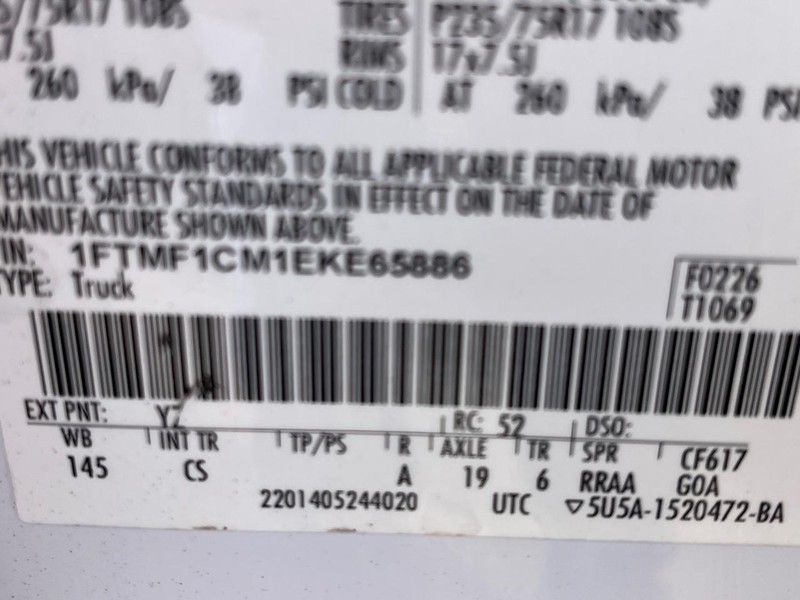 /75R17 108S TIRES P235/75R17 108S
7.5J RIMS 17x7.5J
260 kPa/ 38 PSI COLD AT 260 kPa/ 38 PSI
HIS VEHICLE CONFORMS TO ALL APPLICABLE FEDERAL MOTOR
VEHICLE SAFETY STANDARDS IN EFFECT ON THE DATE OF
MANUFACTURE SHOWN ABOVE.
VIN: 1FTMF1CM1EKE65886
TYPE: Truck
F0226
T1069
EXT PNT: YZ RC: 52 DSO:
WB INT TR TP/PS R AXLE TR SPR CF617
145 CS A 19 6 RRAA GOA
2201405244020 UTC ▽5U5A-1520472-BA